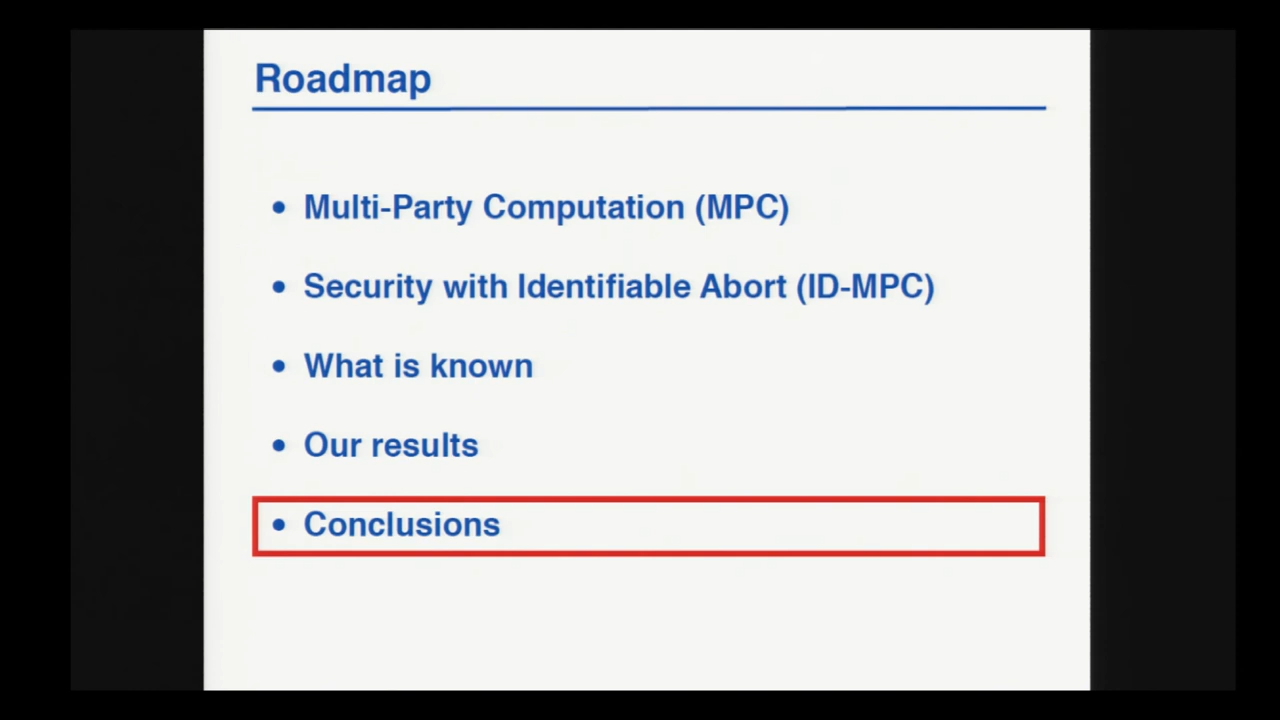 Roadmap
• Multi-Party Computation (MPC)
• Security with Identifiable Abort (ID-MPC)
• What is known
• Our results
• Conclusions